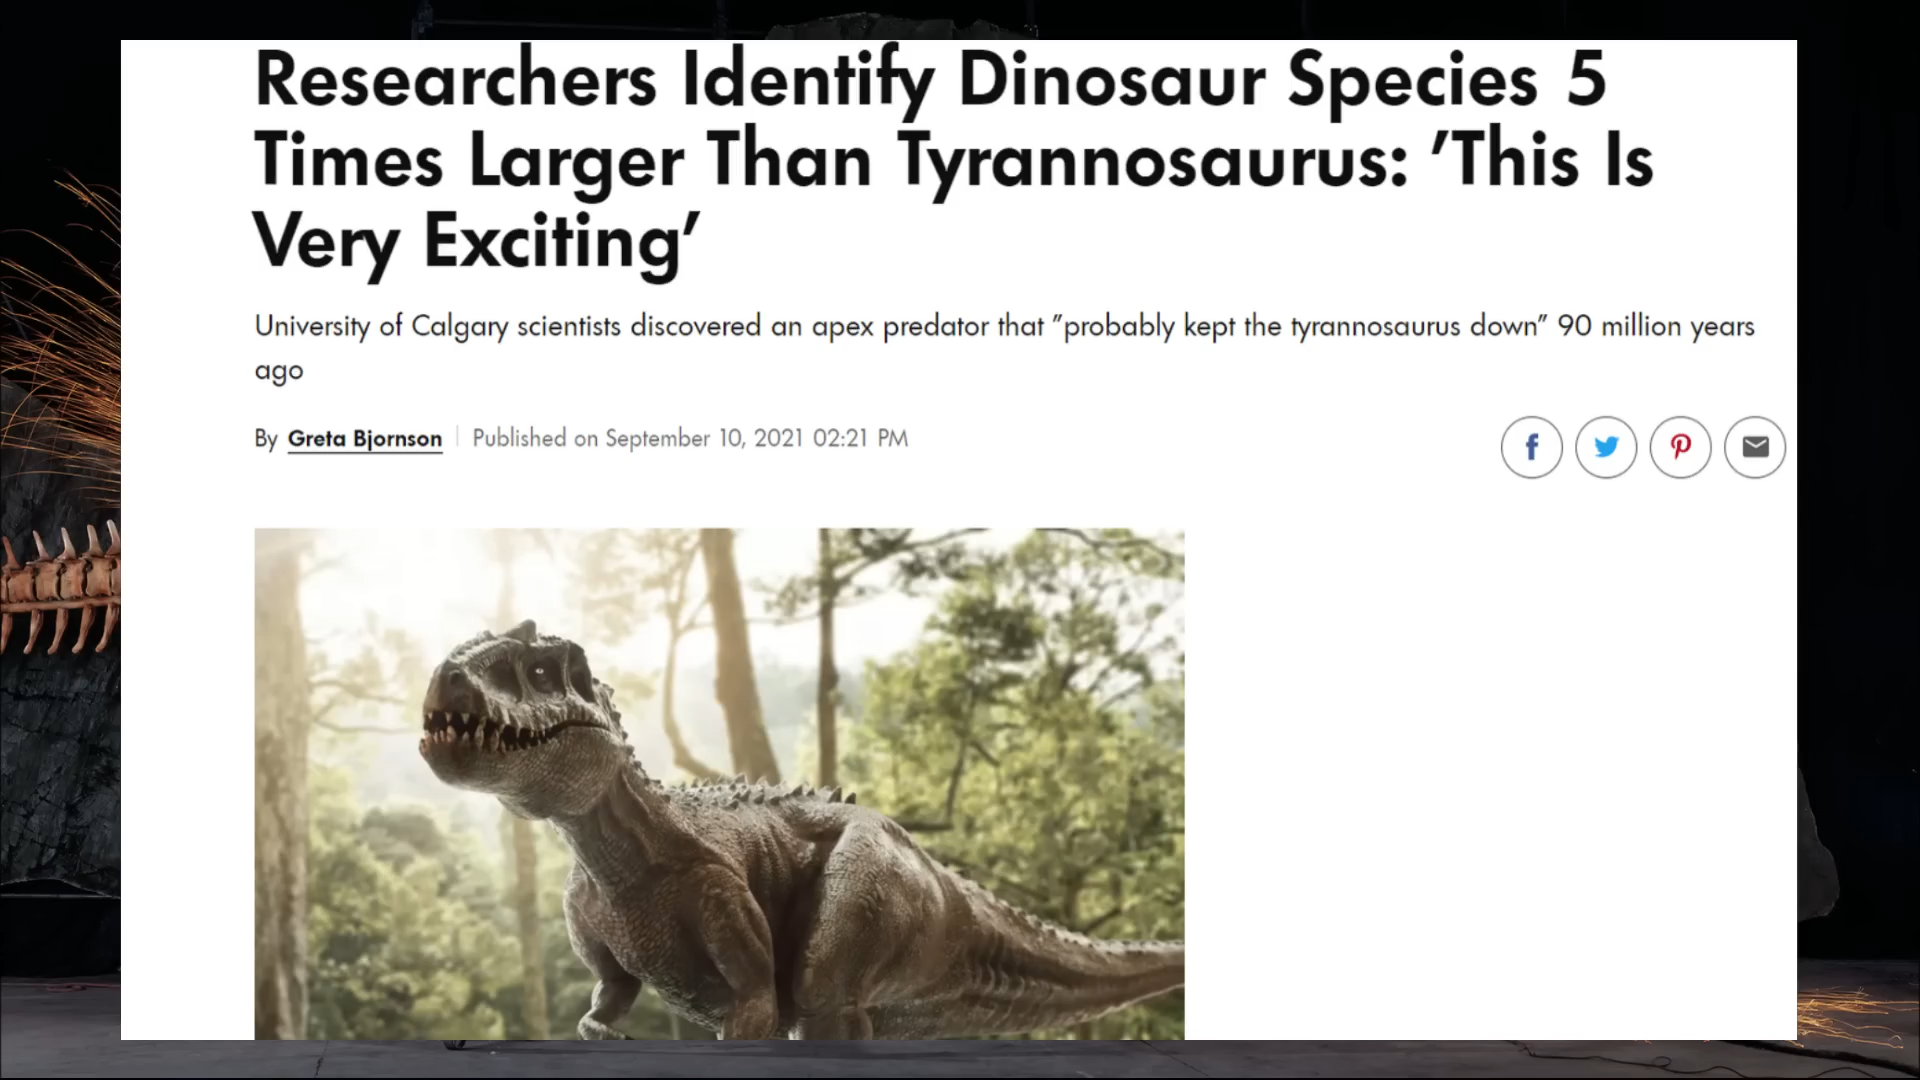 Researchers Identify Dinosaur Species 5
Times Larger Than Tyrannosaurus: 'This Is
Very Exciting'
University of Calgary scientists discovered an apex predator that "probably kept the tyrannosaurus down" 90 million years
ago
By Greta Bjornson | Published on September 10, 2021 02:21 PM